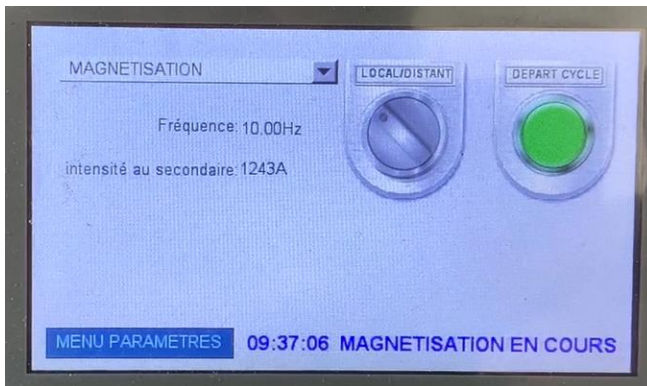 MAGNETISATION
LOCAL/DISTANT
DEPART CYCLE
Fréquence: 10.00Hz
intensité au secondaire: 1243A
MENU PARAMETRES
09:37:06 MAGNETISATION EN COURS